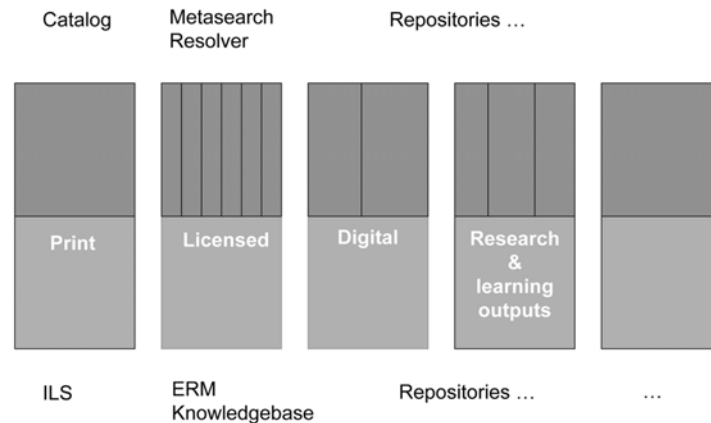 Catalog
Metasearch
Resolver
Repositories …
Print
Licensed
Digital
Research
&
learning
outputs
ILS
ERM
Knowledgebase
Repositories …
…